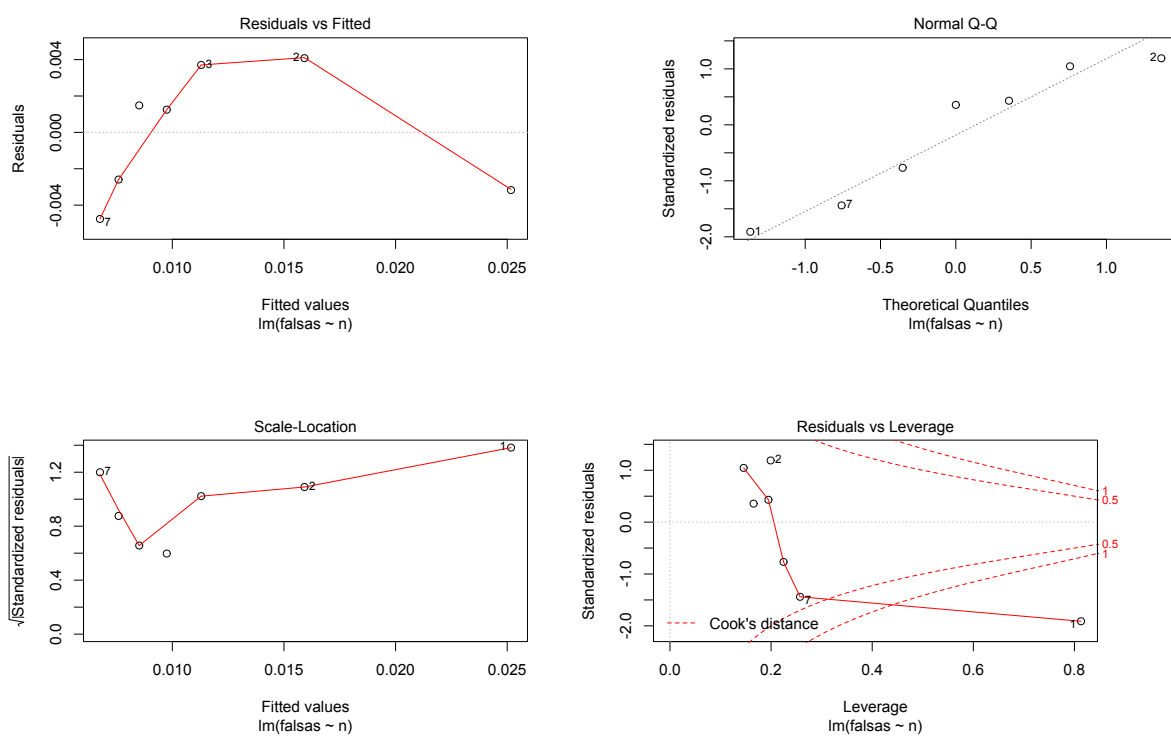 Residuals vs Fitted
0.004
0.000
-0.004
Residuals
3
2
7
0.010 0.015 0.020 0.025
Fitted values
lm(falsas ~ n)
Normal Q-Q
1.0
0.0
-1.0
-2.0
Standardized residuals
2
7
1
-1.0 -0.5 0.0 0.5 1.0
Theoretical Quantiles
lm(falsas ~ n)
Scale-Location
1.2
0.8
0.4
0.0
√|Standardized residuals|
7
2
1
0.010 0.015 0.020 0.025
Fitted values
lm(falsas ~ n)
Residuals vs Leverage
1.0
0.0
-1.0
-2.0
Standardized residuals
2
7
1
1
0.5
0.5
1
Cook's distance
0.0 0.2 0.4 0.6 0.8
Leverage
lm(falsas ~ n)